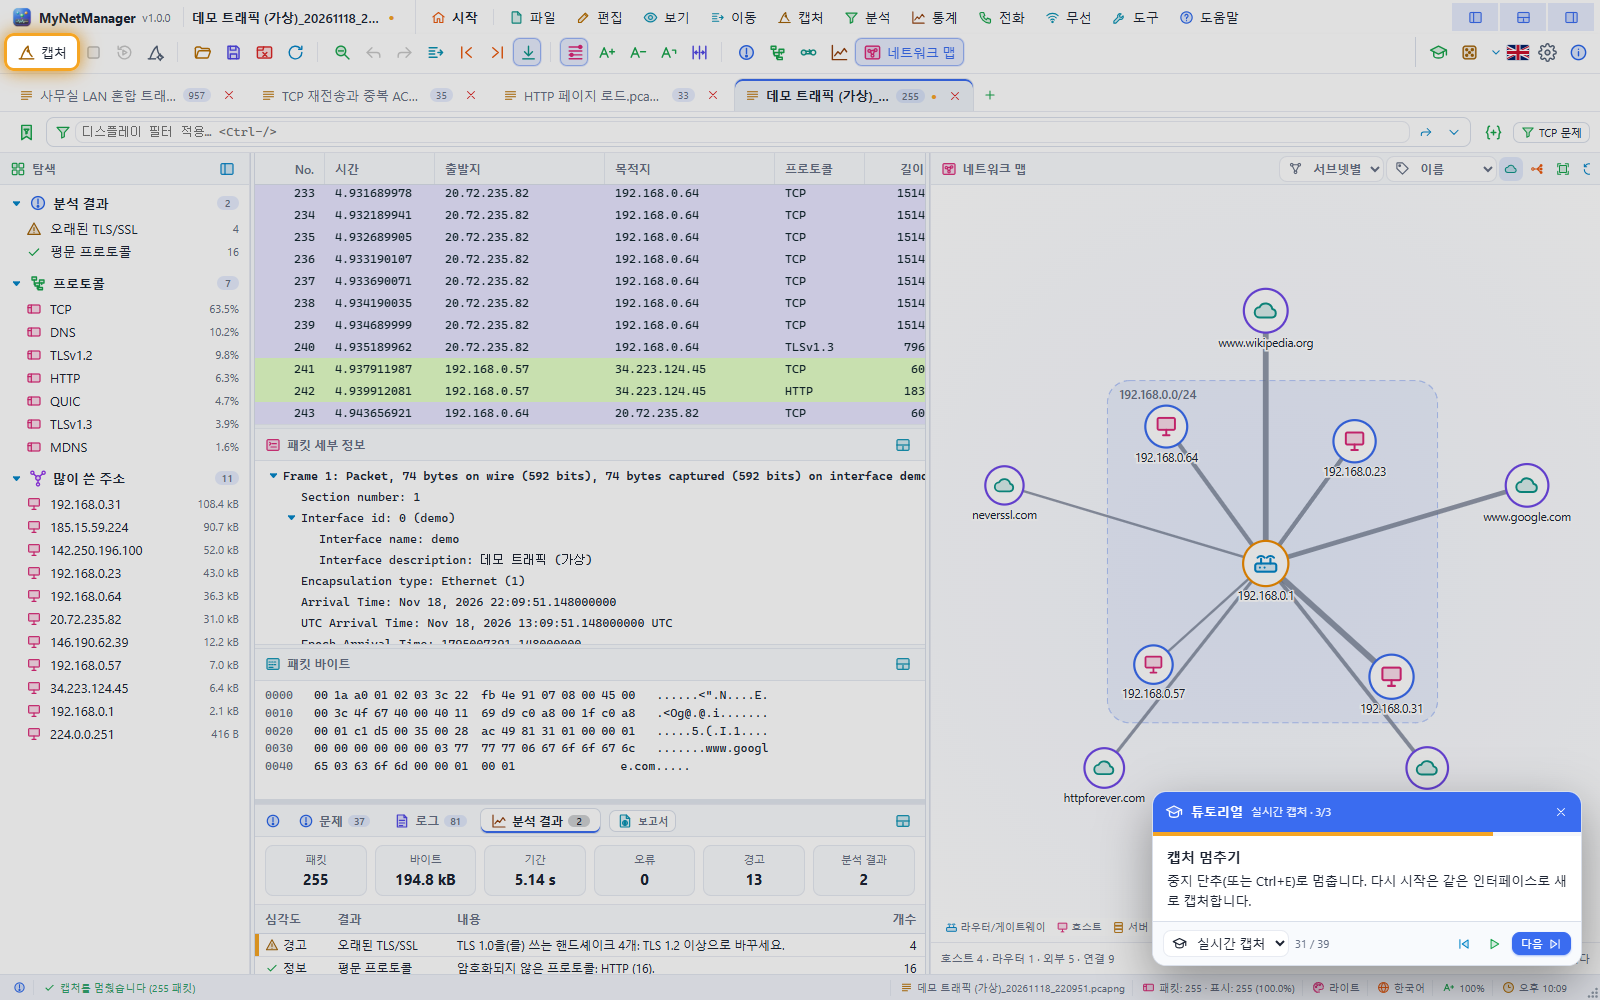 MyNetManager v1.0.0
데모 트래픽 (가상)_20261118_2...
시작 파일 편집 보기 이동 캡처 분석 통계 전화 무선 도구 도움말
캡처
네트워크 맵
사무실 LAN 혼합 트래... 957
TCP 재전송과 중복 AC... 35
HTTP 페이지 로드.pca... 33
데모 트래픽 (가상)_... 255
디스플레이 필터 적용… <Ctrl-/>
TCP 문제
탐색
분석 결과 2
오래된 TLS/SSL 4
평문 프로토콜 16
프로토콜 7
TCP 63.5%
DNS 10.2%
TLSv1.2 9.8%
HTTP 6.3%
QUIC 4.7%
TLSv1.3 3.9%
MDNS 1.6%
많이 쓴 주소 11
192.168.0.31 108.4 kB
185.15.59.224 90.7 kB
142.250.196.100 52.0 kB
192.168.0.23 43.0 kB
192.168.0.64 36.3 kB
20.72.235.82 31.0 kB
146.190.62.39 12.2 kB
192.168.0.57 7.0 kB
34.223.124.45 6.4 kB
192.168.0.1 2.1 kB
224.0.0.251 416 B
No. 시간 출발지 목적지 프로토콜 길이
233 4.931689978 20.72.235.82 192.168.0.64 TCP 1514
234 4.932189941 20.72.235.82 192.168.0.64 TCP 1514
235 4.932689905 20.72.235.82 192.168.0.64 TCP 1514
236 4.933190107 20.72.235.82 192.168.0.64 TCP 1514
237 4.933690071 20.72.235.82 192.168.0.64 TCP 1514
238 4.934190035 20.72.235.82 192.168.0.64 TCP 1514
239 4.934689999 20.72.235.82 192.168.0.64 TCP 1514
240 4.935189962 20.72.235.82 192.168.0.64 TLSv1.3 796
241 4.937911987 192.168.0.57 34.223.124.45 TCP 60
242 4.939912081 192.168.0.57 34.223.124.45 HTTP 183
243 4.943656921 192.168.0.64 20.72.235.82 TCP 60
패킷 세부 정보
Frame 1: Packet, 74 bytes on wire (592 bits), 74 bytes captured (592 bits) on interface demo
Section number: 1
Interface id: 0 (demo)
Interface name: demo
Interface description: 데모 트래픽 (가상)
Encapsulation type: Ethernet (1)
Arrival Time: Nov 18, 2026 22:09:51.148000000
UTC Arrival Time: Nov 18, 2026 13:09:51.148000000 UTC
Epoch Arrival Time: 1795007391.148000000
패킷 바이트
0000 00 1a a0 01 02 03 3c 22 fb 4e 91 07 08 00 45 00 ......<".N....E.
0010 00 3c 4f 67 40 00 40 11 69 d9 c0 a8 00 1f c0 a8 .<Og@.@.i.......
0020 00 01 c1 d5 00 35 00 28 ac 49 81 31 01 00 00 01 .....5.(.I.1....
0030 00 00 00 00 00 00 03 77 77 77 06 67 6f 6f 67 6c .......www.googl
0040 65 03 63 6f 6d 00 00 01 00 01 e.com.....
문제 37 로그 81 분석 결과 2 보고서
패킷 바이트 기간 오류 경고 분석 결과
255 194.8 kB 5.14 s 0 13 2
심각도 결과 내용 개수
경고 오래된 TLS/SSL TLS 1.0을(를) 쓰는 핸드셰이크 4개: TLS 1.2 이상으로 바꾸세요. 4
정보 평문 프로토콜 암호화되지 않은 프로토콜: HTTP (16). 16
네트워크 맵 서브넷별 이름
www.wikipedia.org
192.168.0.0/24
192.168.0.64
192.168.0.23
neverssl.com
www.google.com
192.168.0.1
192.168.0.57
192.168.0.31
httpforever.com
라우터/게이트웨이 호스트 서버
호스트 4 · 라우터 1 · 외부 5 · 연결 9
다
튜토리얼 실시간 캡처 · 3/3
캡처 멈추기
중지 단추(또는 Ctrl+E)로 멈춥니다. 다시 시작은 같은 인터페이스로 새
로 캡처합니다.
실시간 캡처 31 / 39 다음
캡처를 멈췄습니다 (255 패킷)
데모 트래픽 (가상)_20261118_220951.pcapng
패킷: 255 · 표시: 255 (100.0%)
라이트 한국어 100% 오후 10:09